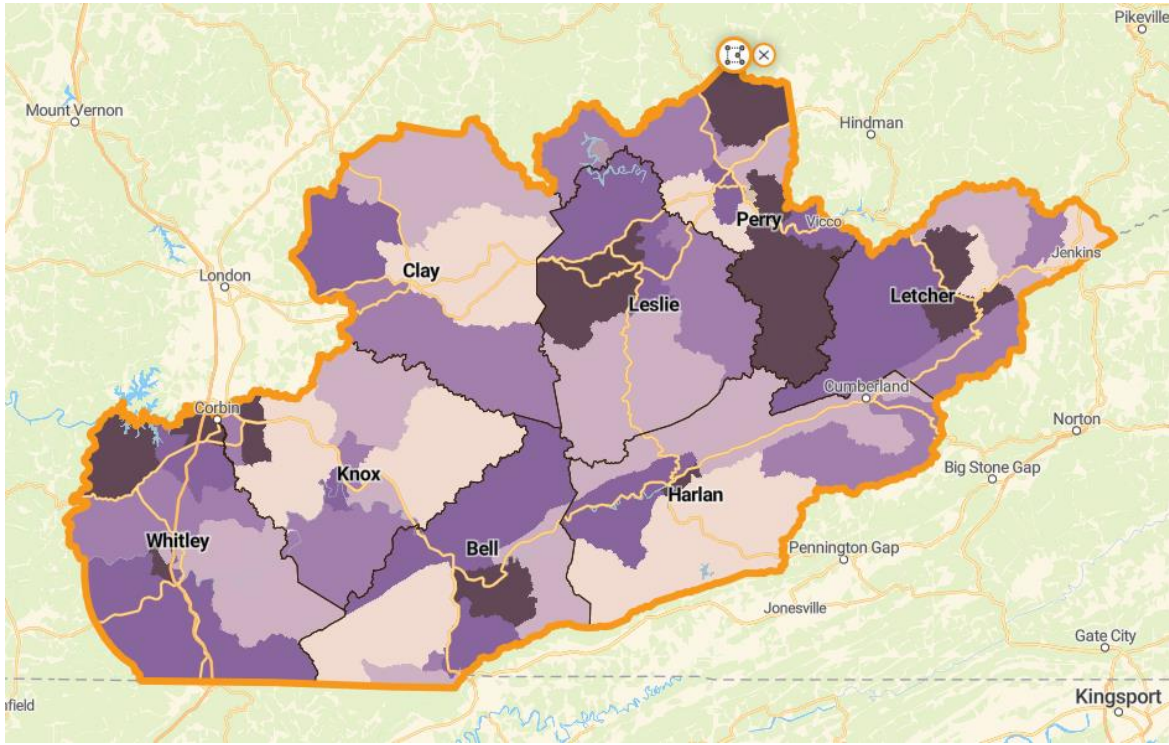 Pikeville
Mount Vernon
Hindman
Perry
Vicco
Jenkins
London
Clay
Leslie
Letcher
Cumberland
Corbin
Norton
Knox
Big Stone Gap
Harlan
Whitley
Bell
Pennington Gap
Jonesville
Gate City
Kingsport
nfield